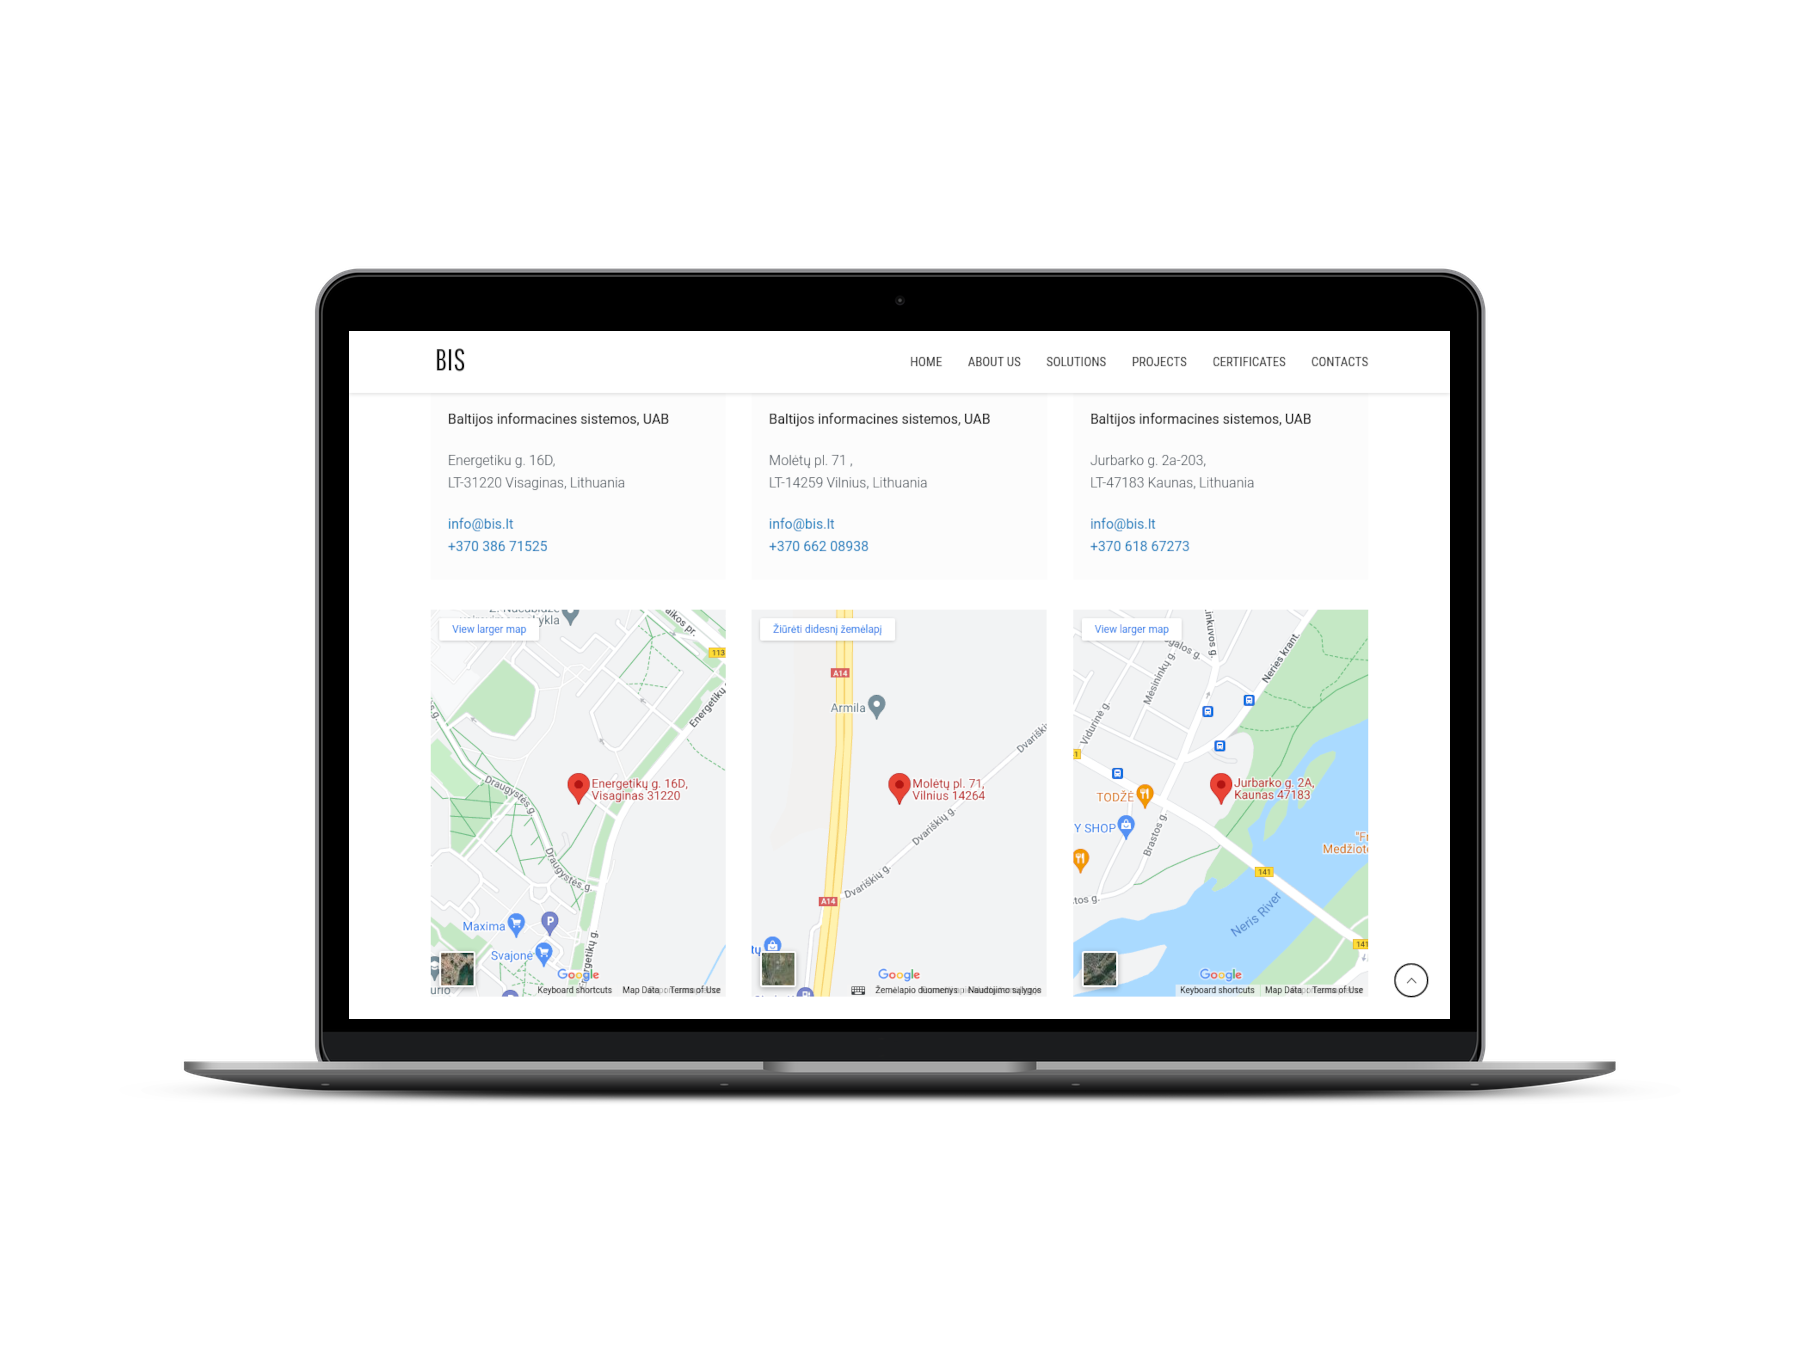 BIS
HOME ABOUT US SOLUTIONS PROJECTS CERTIFICATES CONTACTS
Baltijos informacines sistemos, UAB
Energetiku g. 16D,
LT-31220 Visaginas, Lithuania
info@bis.lt
+370 386 71525
Baltijos informacines sistemos, UAB
Molėtų pl. 71 ,
LT-14259 Vilnius, Lithuania
info@bis.lt
+370 662 08938
Baltijos informacines sistemos, UAB
Jurbarko g. 2a-203,
LT-47183 Kaunas, Lithuania
info@bis.lt
+370 618 67273
View larger map
113
Energetikų
Energetikų g. 16D,
Visaginas 31220
Draugystės g.
Draugystės g.
Maxima
P
Svajonė
Google
Keyboard shortcuts Map Data Terms of Use
Žiūrėti didesnį žemėlapį
A14
Armila
Molėtų pl. 71,
Vilnius 14264
Dvariškių g.
Dvariškių g.
A14
Google
Žemėlapio duomenys Naudojimo sąlygos
View larger map
Neries krant.
Mėsininkų g.
Vidurinė g.
Jurbarko g. 2A,
Kaunas 47183
TODŽĖ
Y SHOP
Brastos g.
141
Neris River
141
Google
Keyboard shortcuts Map Data Terms of Use